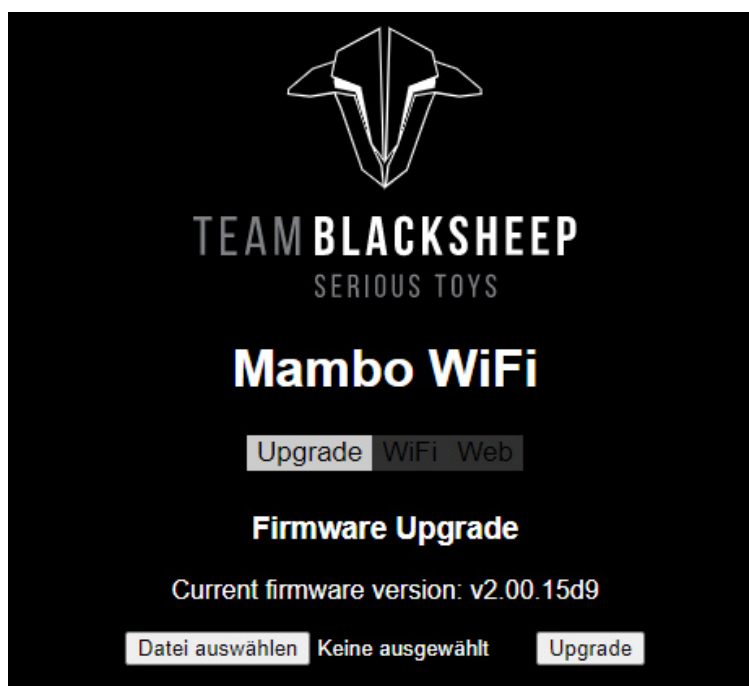 TEAM BLACKSHEEP
SERIOUS TOYS
Mambo WiFi
Upgrade WiFi Web
Firmware Upgrade
Current firmware version: v2.00.15d9
Datei auswählen Keine ausgewählt Upgrade